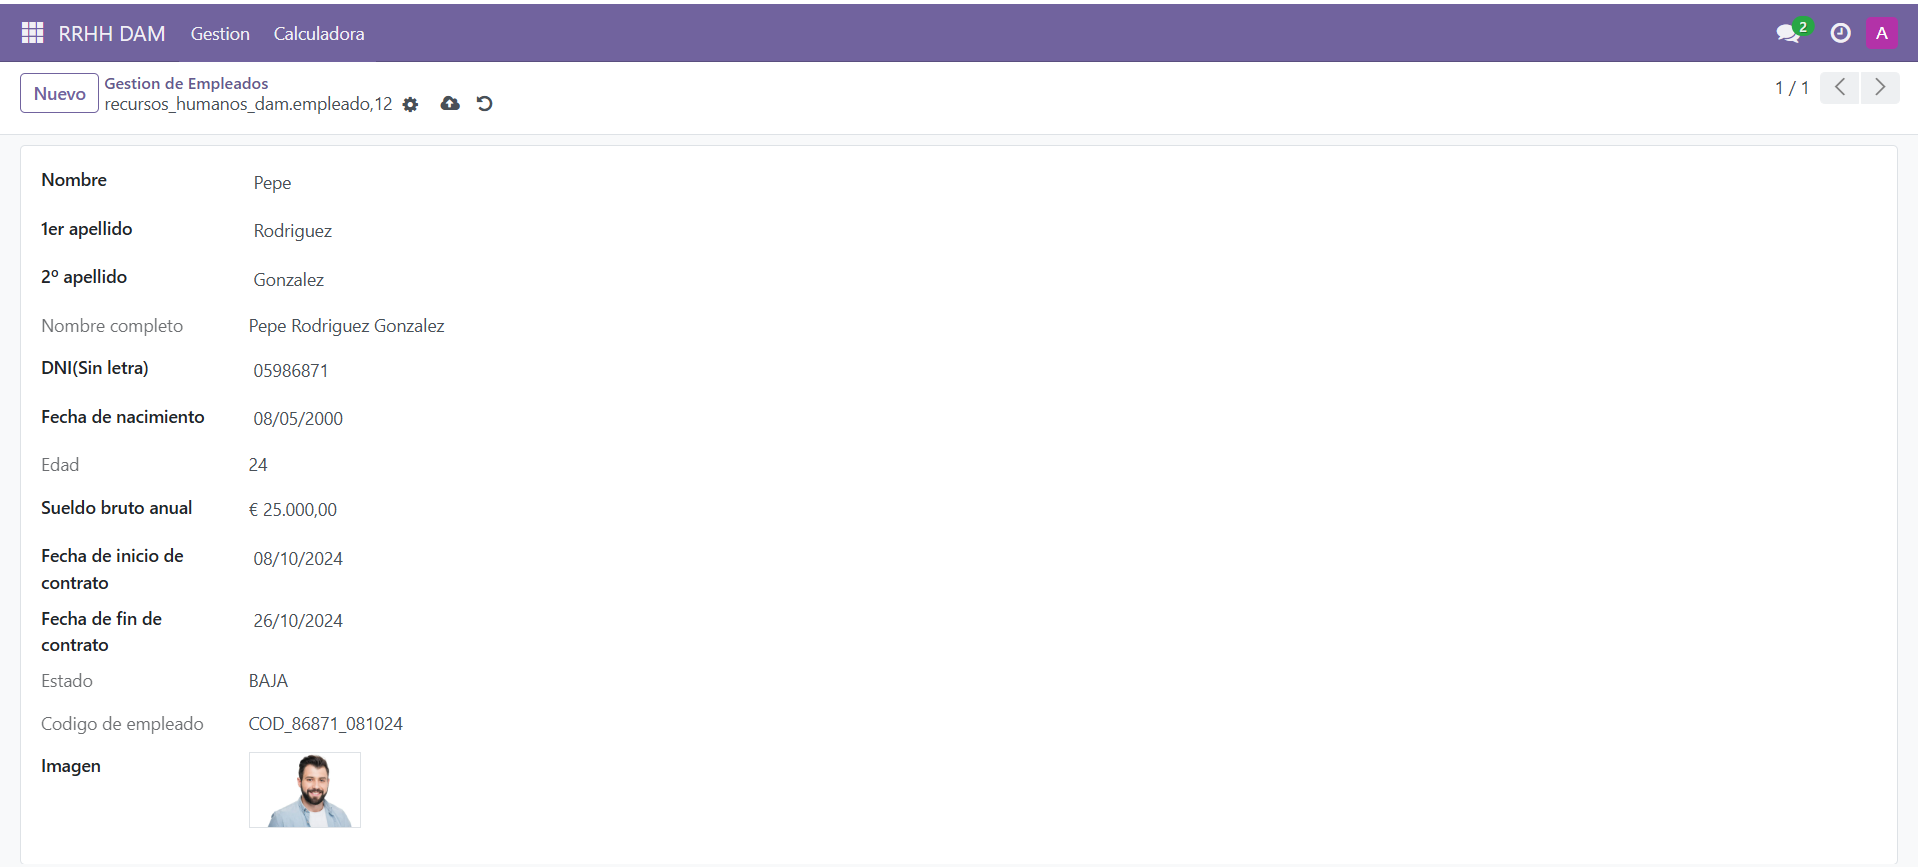 RRHH DAM Gestion Calculadora 2 A
Nuevo Gestion de Empleados
recursos_humanos_dam.empleado,12
1 / 1
Nombre Pepe
1er apellido Rodriguez
2º apellido Gonzalez
Nombre completo Pepe Rodriguez Gonzalez
DNI(Sin letra) 05986871
Fecha de nacimiento 08/05/2000
Edad 24
Sueldo bruto anual € 25.000,00
Fecha de inicio de
contrato 08/10/2024
Fecha de fin de
contrato 26/10/2024
Estado BAJA
Codigo de empleado COD_86871_081024
Imagen